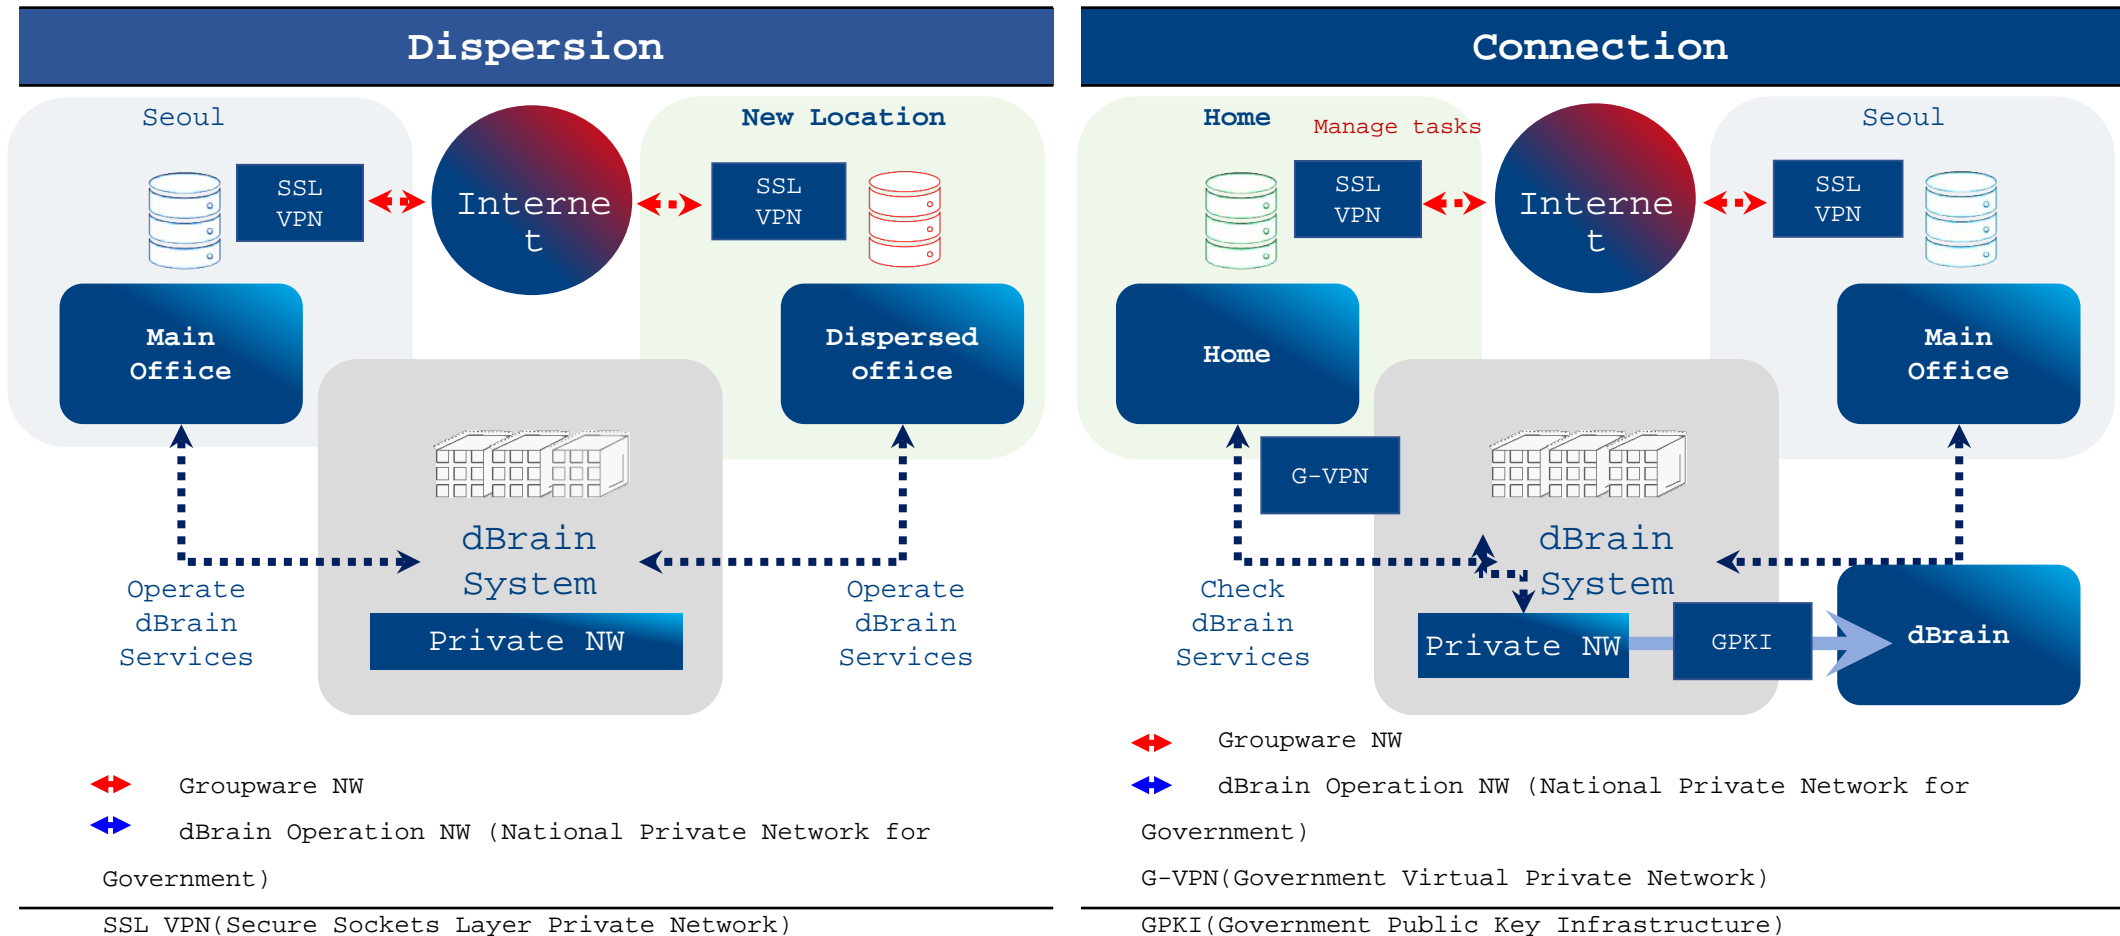 Dispersion
Seoul
New Location
SSL
VPN
Interne
t
SSL
VPN
Main
Office
Dispersed
office
dBrain
System
Operate
dBrain
Services
Operate
dBrain
Services
Private NW
Groupware NW
dBrain Operation NW (National Private Network for
Government)
SSL VPN(Secure Sockets Layer Private Network)
Connection
Home
Manage tasks
Seoul
SSL
VPN
Interne
t
SSL
VPN
Home
Main
Office
G-VPN
dBrain
System
Check
dBrain
Services
Private NW
GPKI
dBrain
Groupware NW
dBrain Operation NW (National Private Network for
Government)
G-VPN(Government Virtual Private Network)
GPKI(Government Public Key Infrastructure)